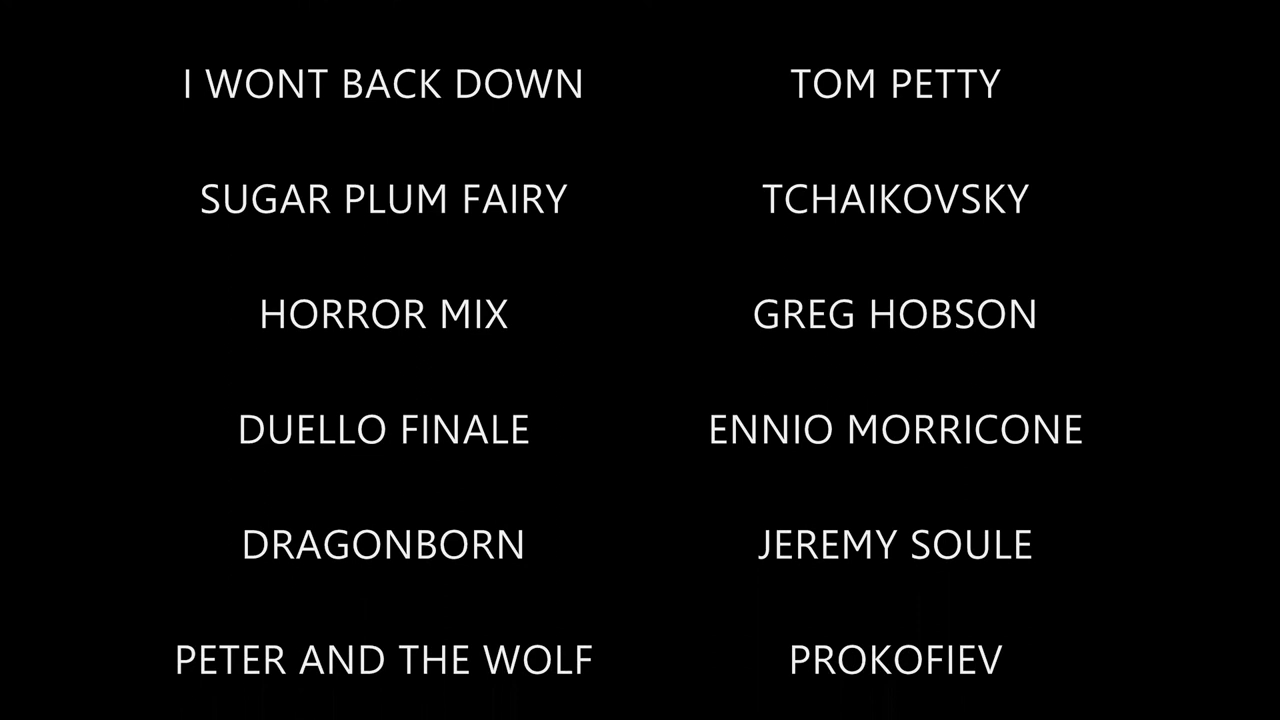 I WONT BACK DOWN TOM PETTY
SUGAR PLUM FAIRY TCHAIKOVSKY
HORROR MIX GREG HOBSON
DUELLO FINALE ENNIO MORRICONE
DRAGONBORN JEREMY SOULE
PETER AND THE WOLF PROKOFIEV